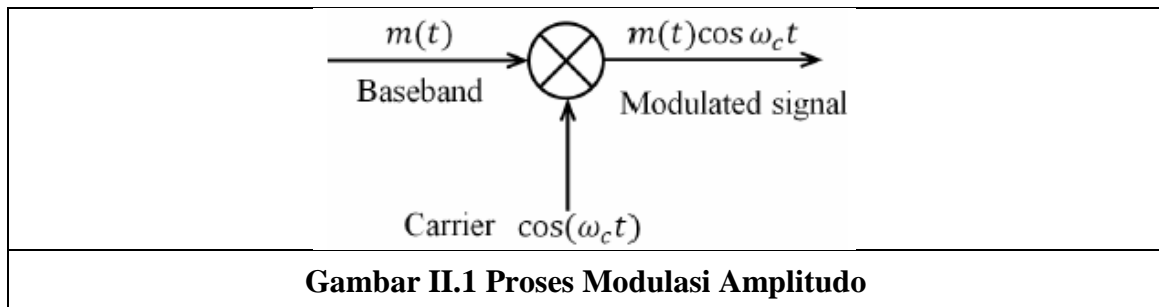 m(t) m(t)cos ω_c t
Baseband Modulated signal
Carrier cos(ω_c t)
Gambar II.1 Proses Modulasi Amplitudo